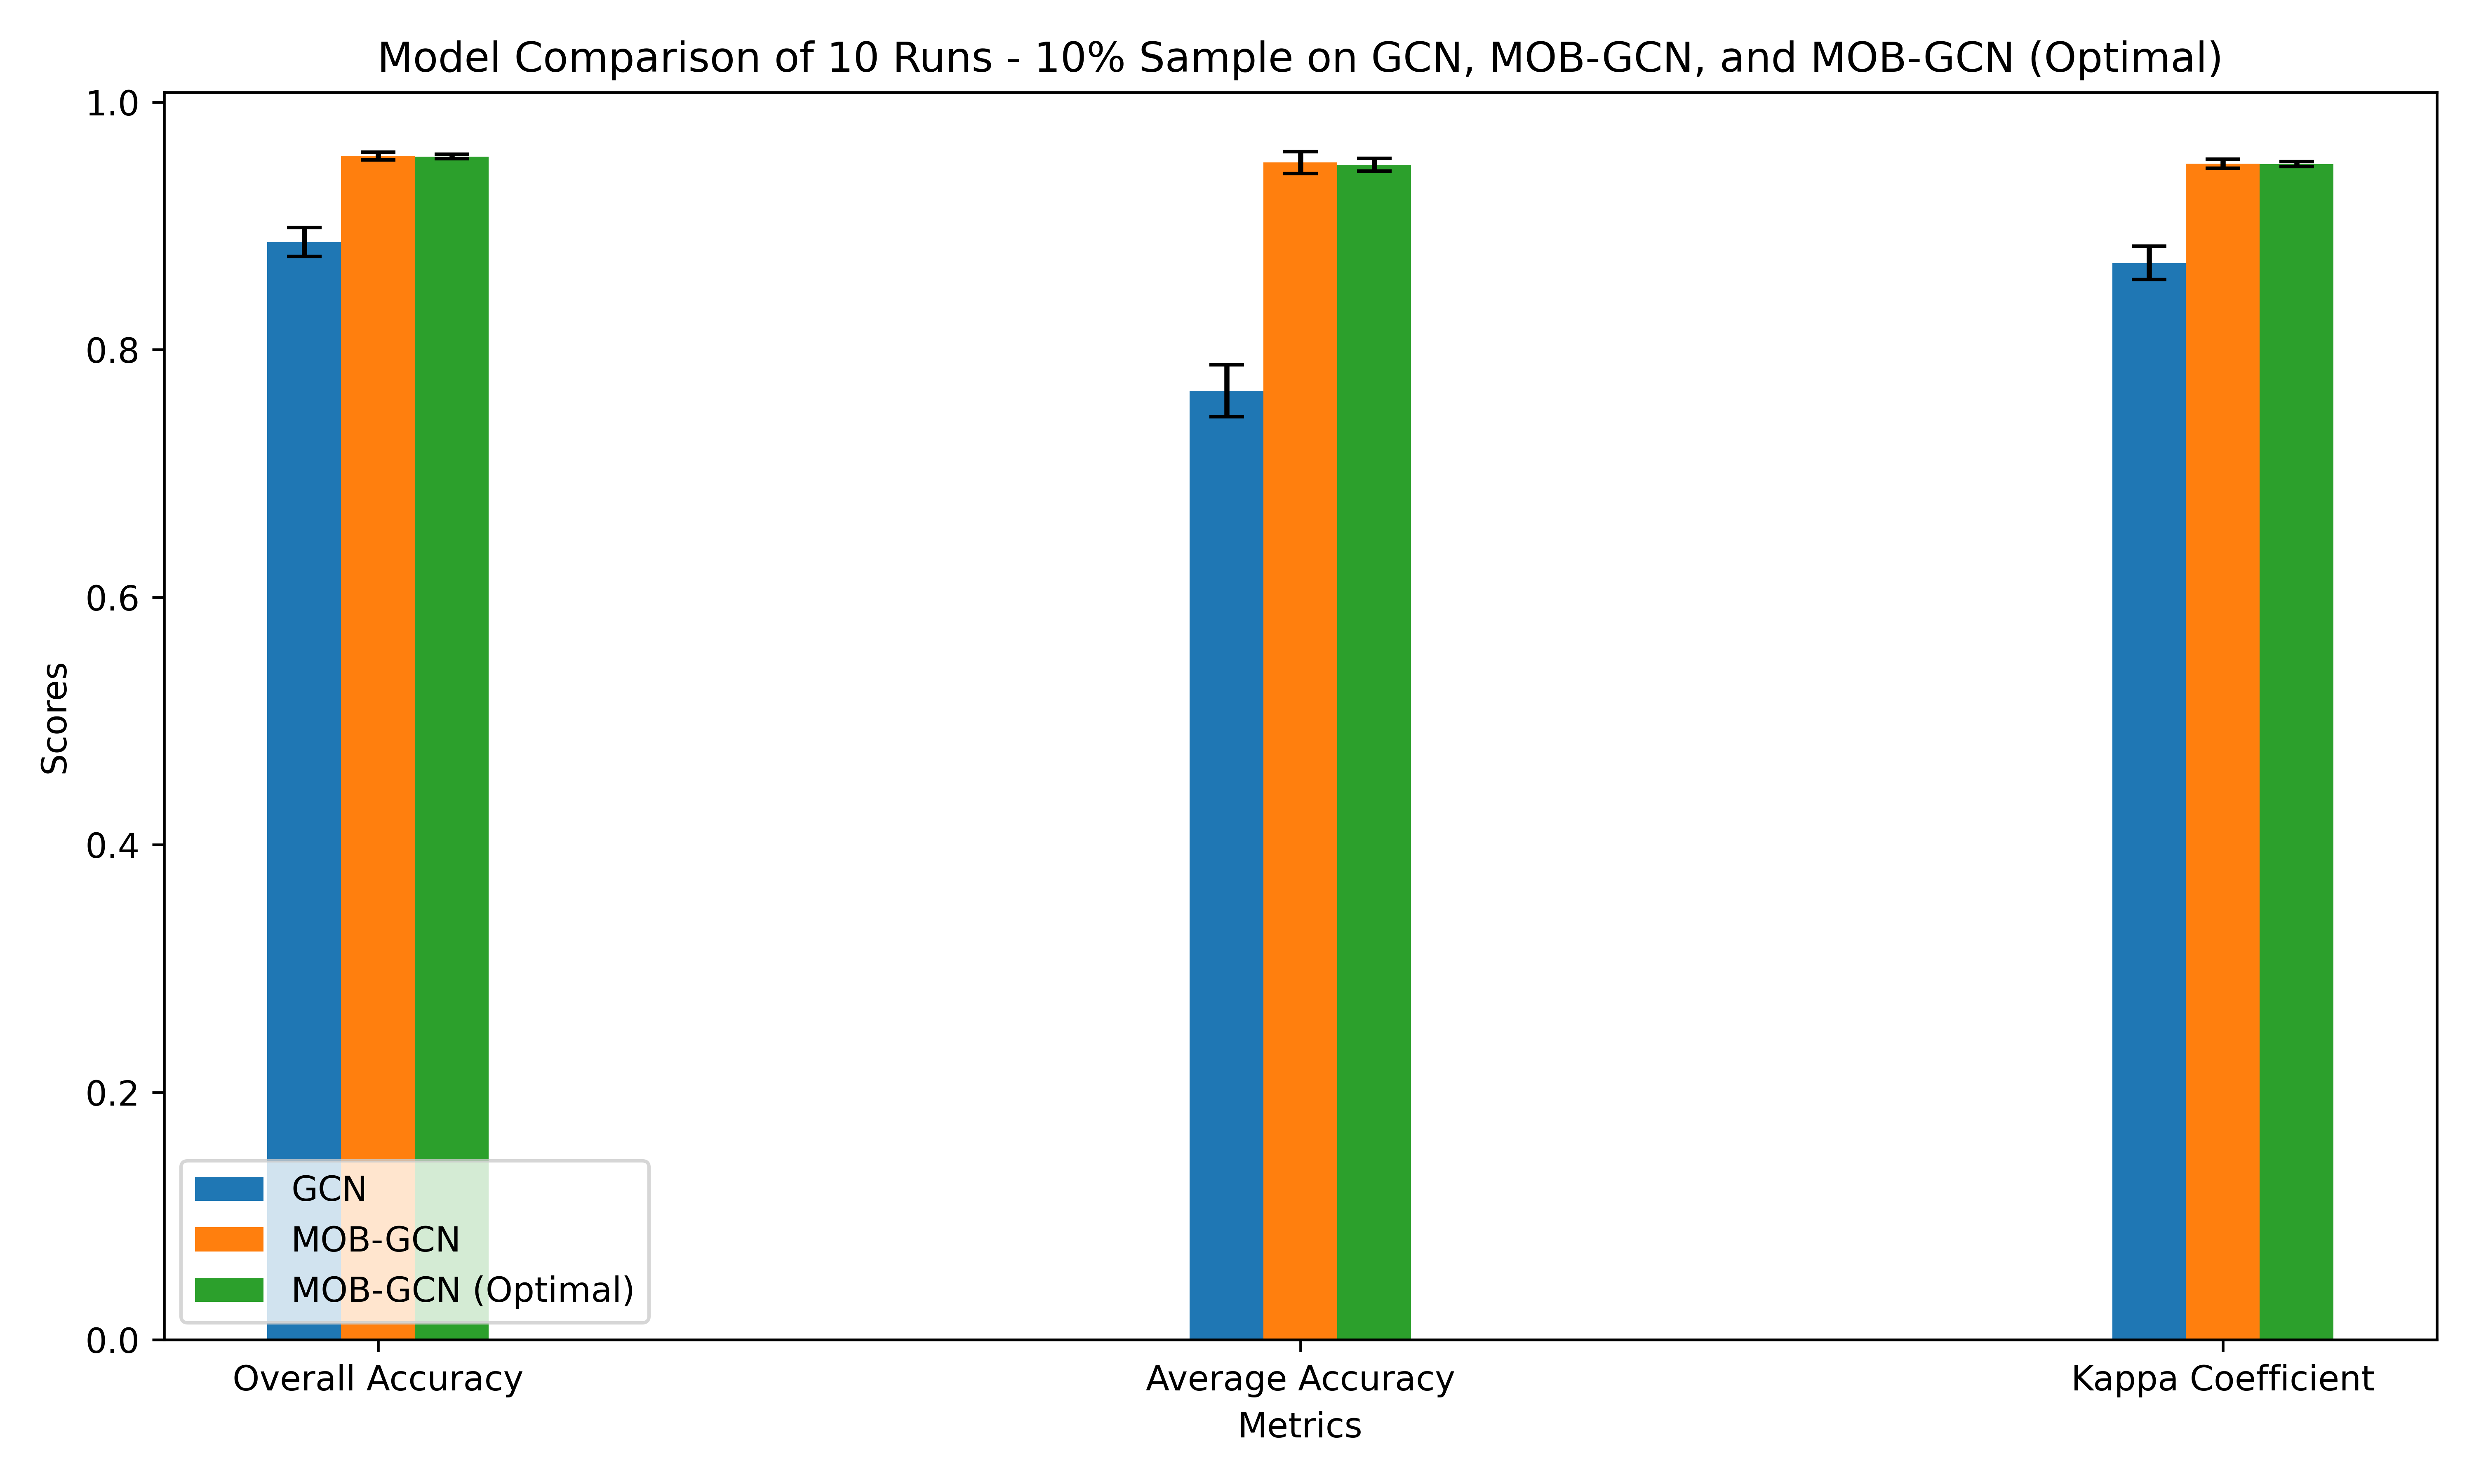 Model Comparison of 10 Runs - 10% Sample on GCN, MOB-GCN, and MOB-GCN (Optimal)
Scores
1.0
0.8
0.6
0.4
0.2
0.0
GCN
MOB-GCN
MOB-GCN (Optimal)
Overall Accuracy
Average Accuracy
Kappa Coefficient
Metrics